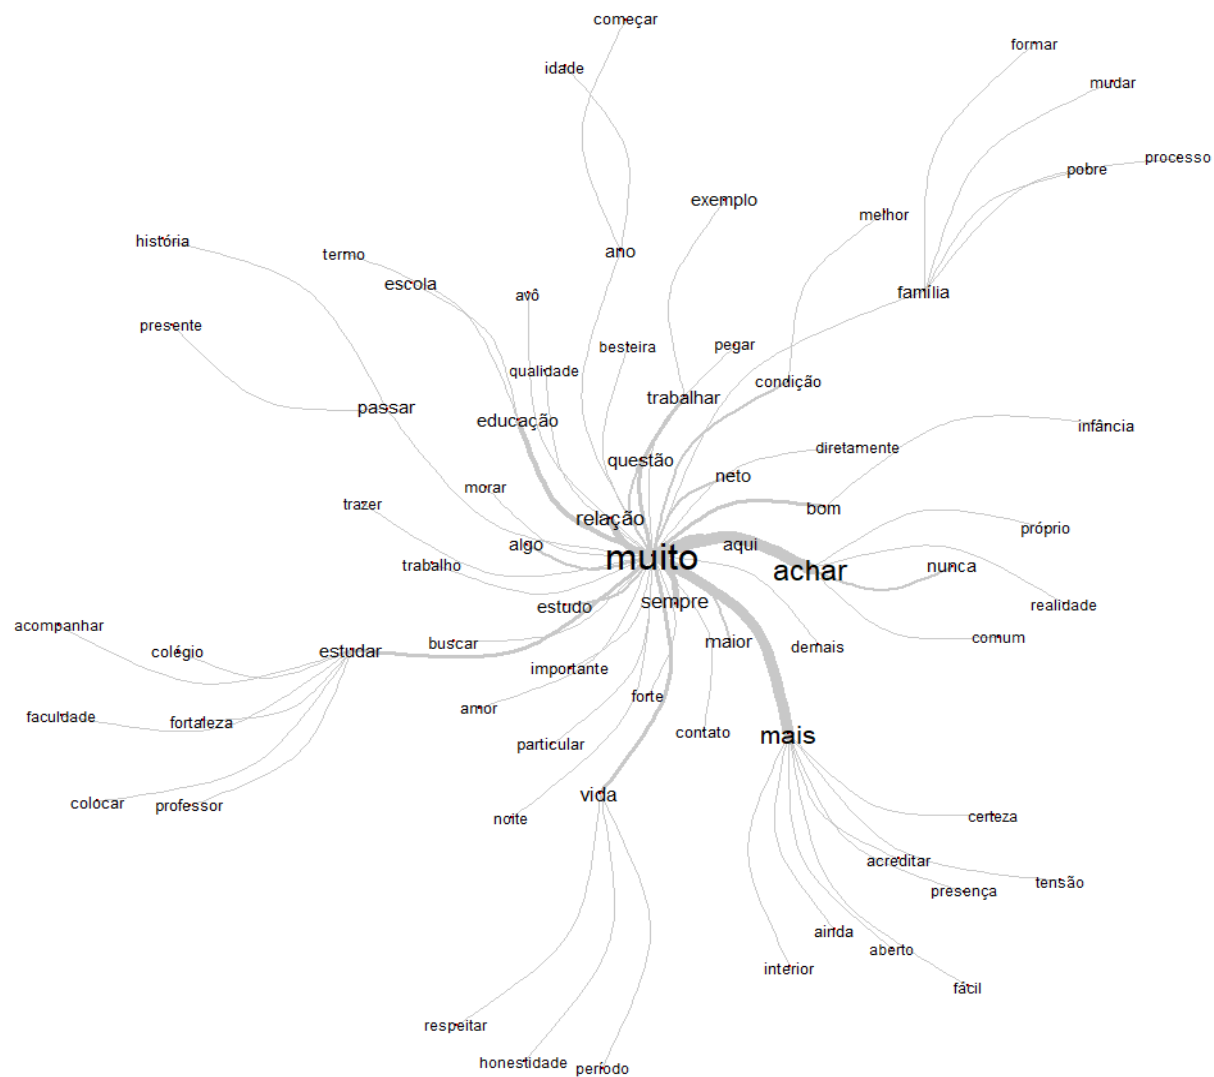 começar
formar
idade
mudar
processo
pobre
exemplo
melhor
história
termo
ano
escola
família
avô
presente
besteira
pegar
qualidade
condição
trabalhar
passar
educação
infância
diretamente
questão
neto
morar
trazer
bom
relação
próprio
algo
aqui
muito
trabalho
achar
nunca
estudo
sempre
realidade
acompanhar
comum
maior
buscar
demais
colégio
estudar
importante
forte
amor
faculdade
fortaleza
contato
mais
particular
vida
colocar
professor
noite
certeza
acreditar
tensão
presença
ainda
aberto
interior
fácil
respeitar
honestidade
período